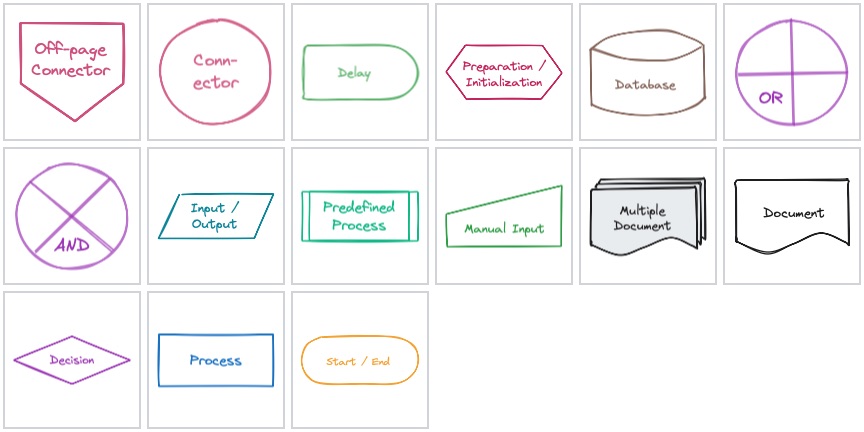 Off-page
Connector
Conn-
ector
Delay
Preparation /
Initialization
Database
OR
AND
Input /
Output
Predefined
Process
Manual Input
Multiple
Document
Document
Decision
Process
Start / End